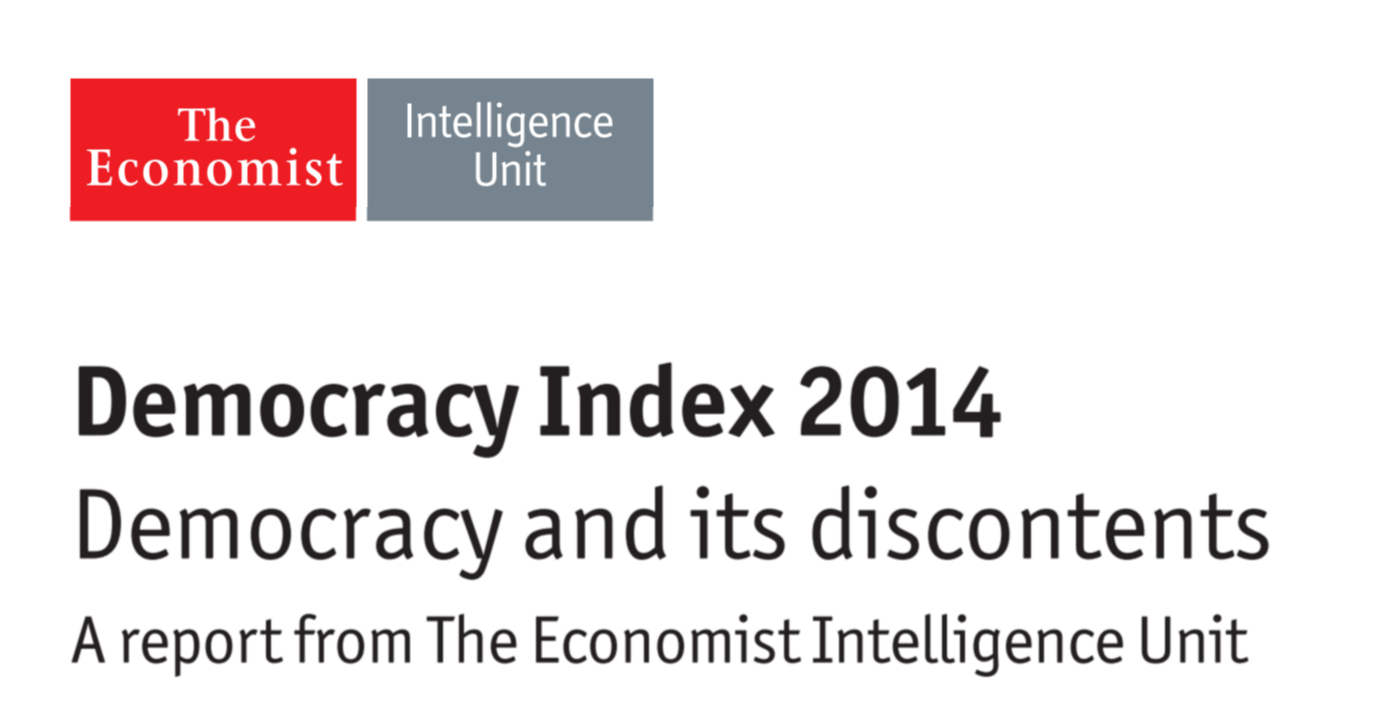 The
Economist
Intelligence
Unit
Democracy Index 2014
Democracy and its discontents
A report from The Economist Intelligence Unit